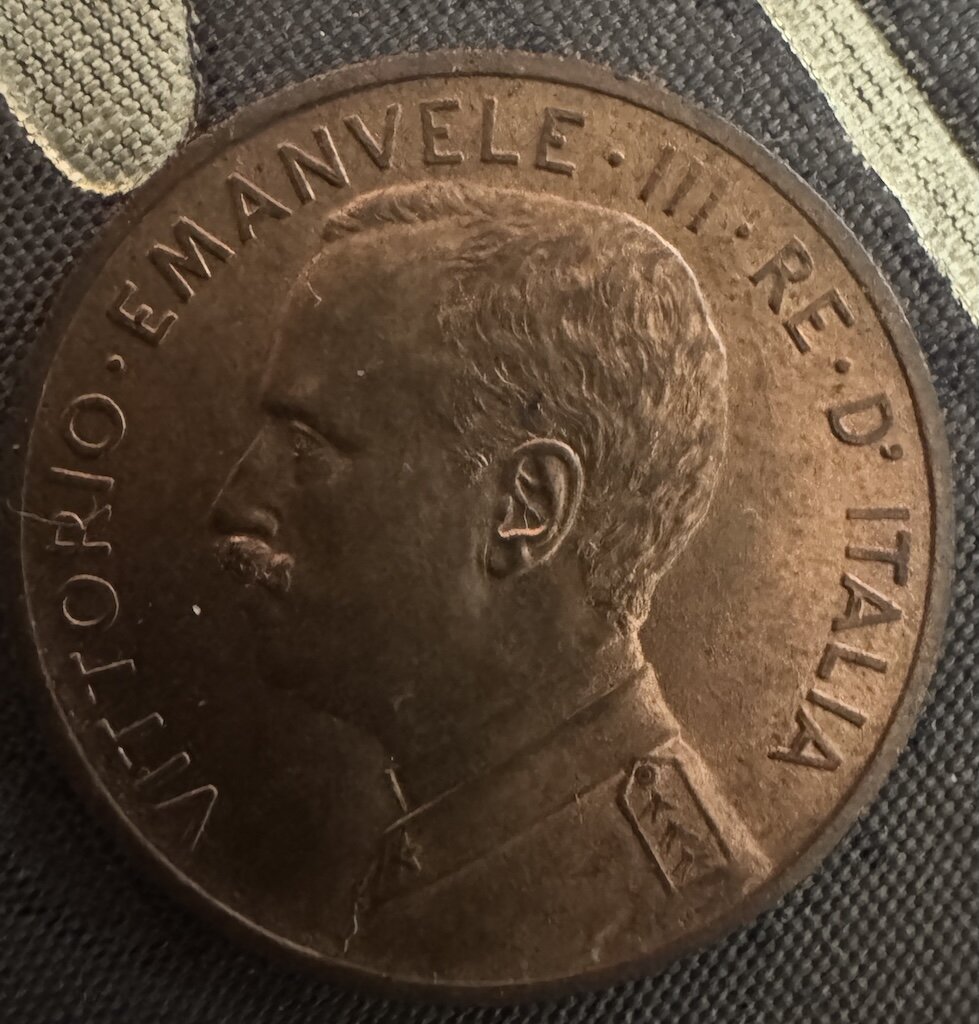 VITTORIO · EMANVELE · III · RE · D' ITALIA